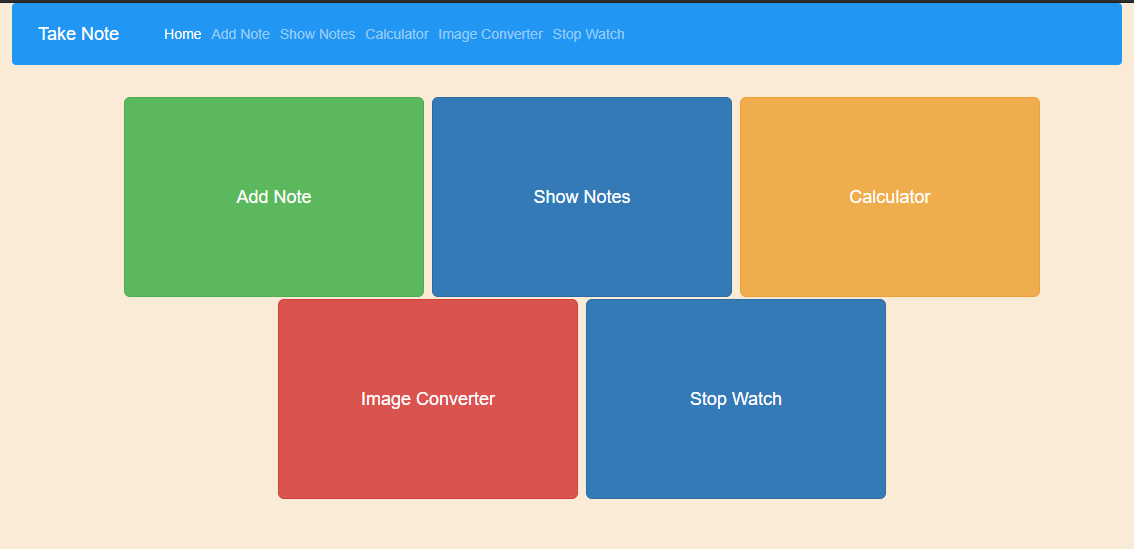 Take Note Home Add Note Show Notes Calculator Image Converter Stop Watch
Add Note Show Notes Calculator
Image Converter Stop Watch